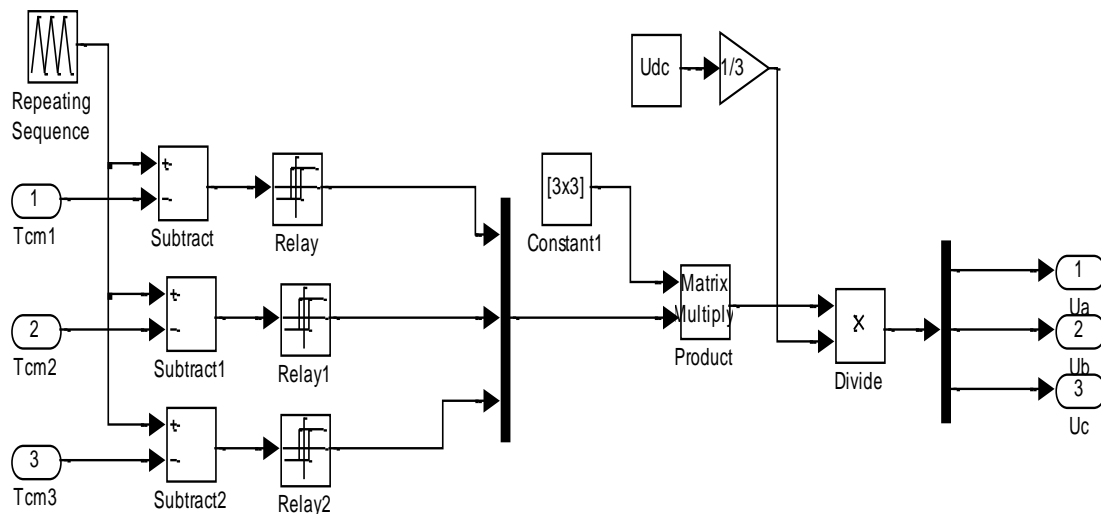 Repeating
Sequence
Udc
1/3
1
Tcm1
+
-
Subtract
Relay
[3x3]
Constant1
2
Tcm2
+
-
Subtract1
Relay1
Matrix
Multiply
Product
x
Divide
1
Ua
2
Ub
3
Uc
3
Tcm3
+
-
Subtract2
Relay2